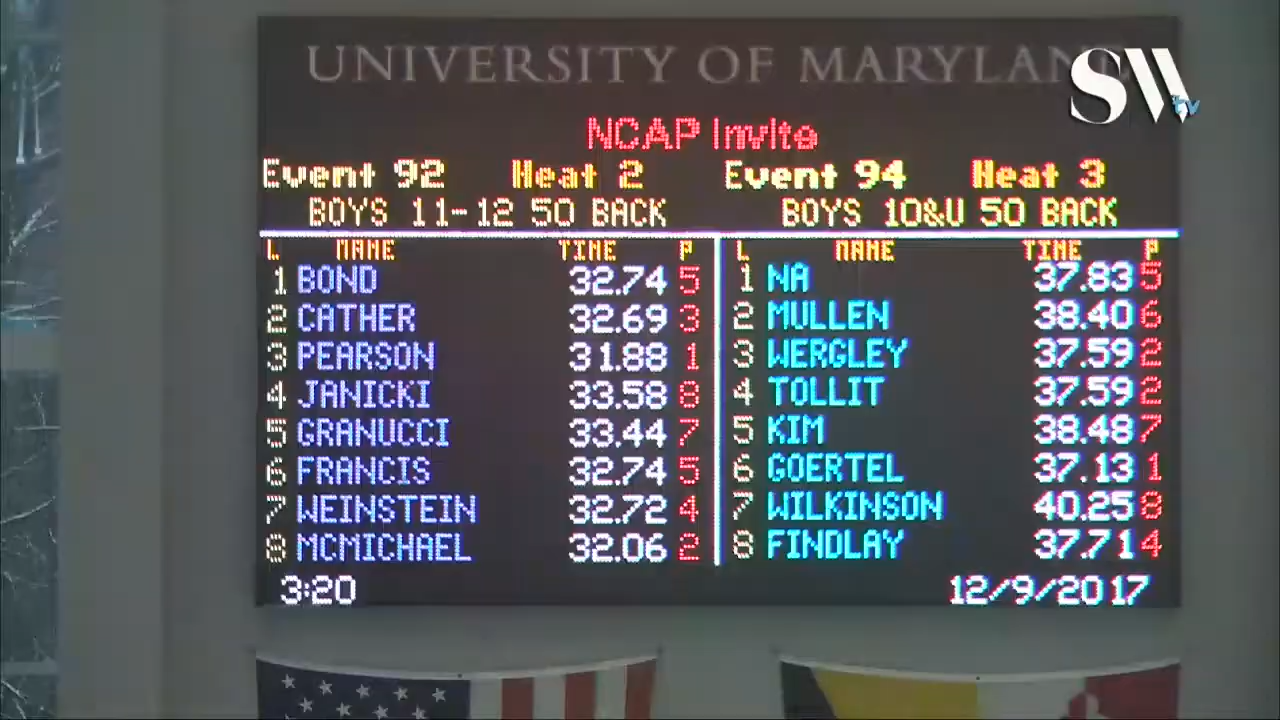 UNIVERSITY OF MARYLAND
SW
tv
NCAP Invite
Event 92 Heat 2 Event 94 Heat 3
BOYS 11-12 50 BACK BOYS 10&U 50 BACK
L NAME TIME P L NAME TIME P
1 BOND 32.74 5 1 NA 37.83 5
2 CATHER 32.69 3 2 MULLEN 38.40 6
3 PEARSON 31.88 1 3 WERGLEY 37.59 2
4 JANICKI 33.58 8 4 TOLLIT 37.59 2
5 GRANUCCI 33.44 7 5 KIM 38.48 7
6 FRANCIS 32.74 5 6 GOERTEL 37.13 1
7 WEINSTEIN 32.72 4 7 WILKINSON 40.25 8
8 MCMICHAEL 32.06 2 8 FINDLAY 37.71 4
3:20 12/9/2017